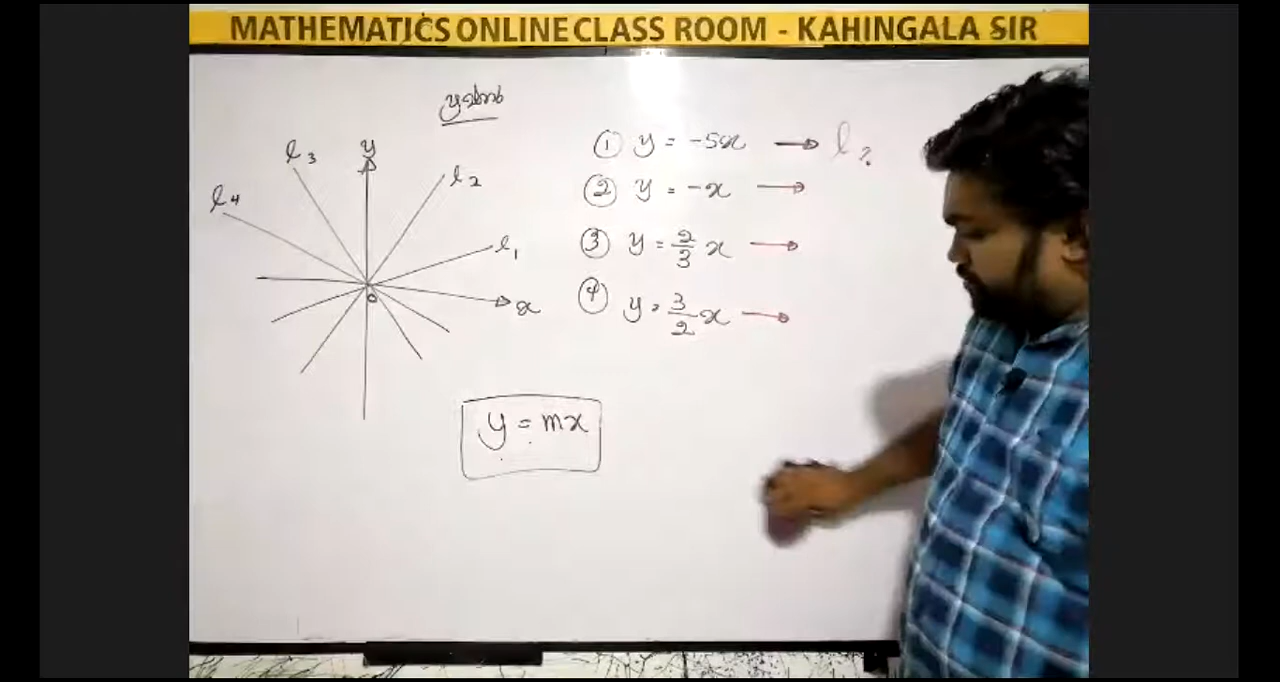 MATHEMATICS ONLINE CLASS ROOM - KAHINGALA SIR
y
l₃
l₂
l₄
l₁
x
o
① y = -5x → l
② y = -x →
③ y = 2/3 x →
④ y = 3/2 x →
y = mx